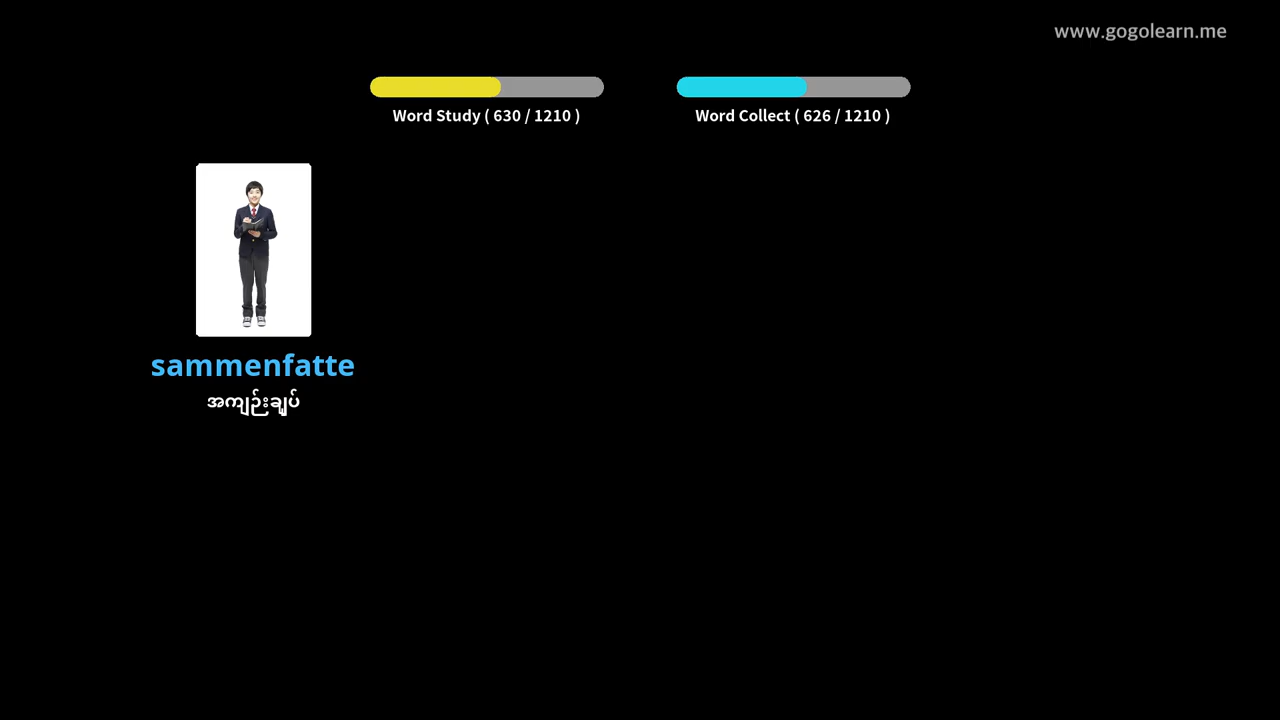 www.gogolearn.me
Word Study ( 630 / 1210 )
Word Collect ( 626 / 1210 )
sammenfatte
အကျဉ်းချုပ်